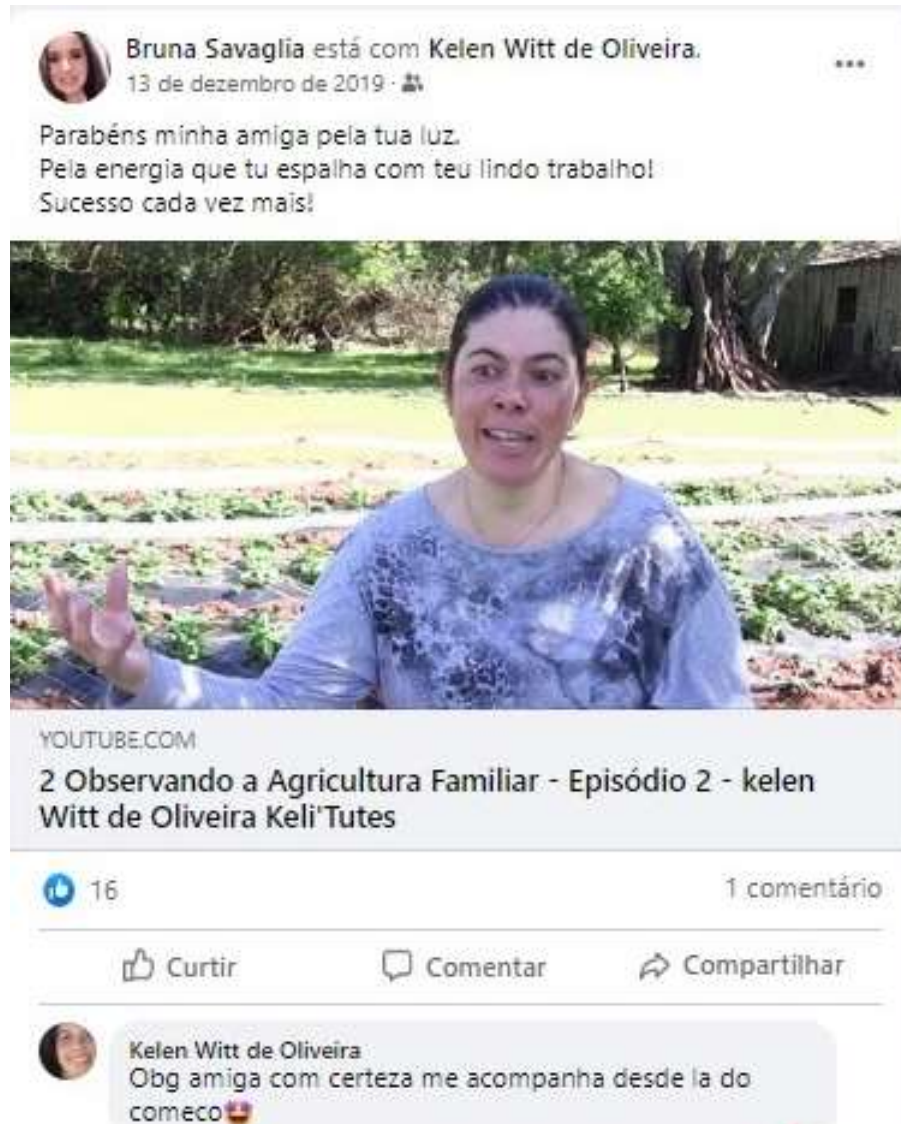 Bruna Savaglia está com Kelen Witt de Oliveira.
13 de dezembro de 2019 ·
Parabéns minha amiga pela tua luz.
Pela energia que tu espalha com teu lindo trabalho!
Sucesso cada vez mais!
YOUTUBE.COM
2 Observando a Agricultura Familiar - Episódio 2 - kelen
Witt de Oliveira Keli'Tutes
16
1 comentário
Curtir
Comentar
Compartilhar
Kelen Witt de Oliveira
Obg amiga com certeza me acompanha desde la do
comeco🤩